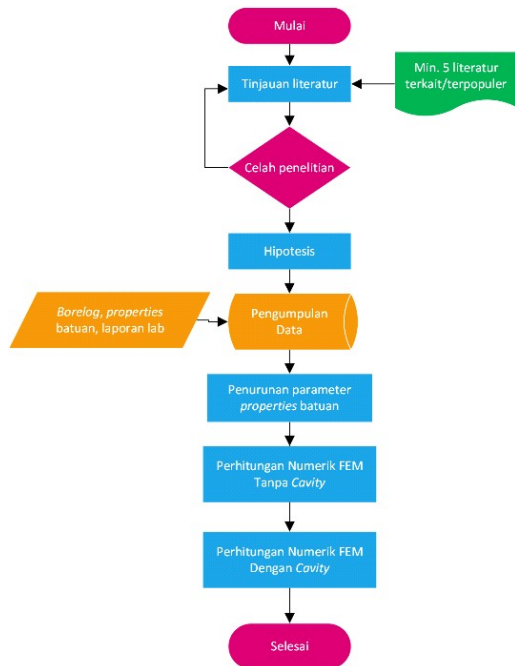 Mulai
Tinjauan literatur
Min. 5 literatur
terkait/terpopuler
Celah penelitian
Hipotesis
Borelog, properties
batuan, laporan lab
Pengumpulan
Data
Penurunan parameter
properties batuan
Perhitungan Numerik FEM
Tanpa Cavity
Perhitungan Numerik FEM
Dengan Cavity
Selesai